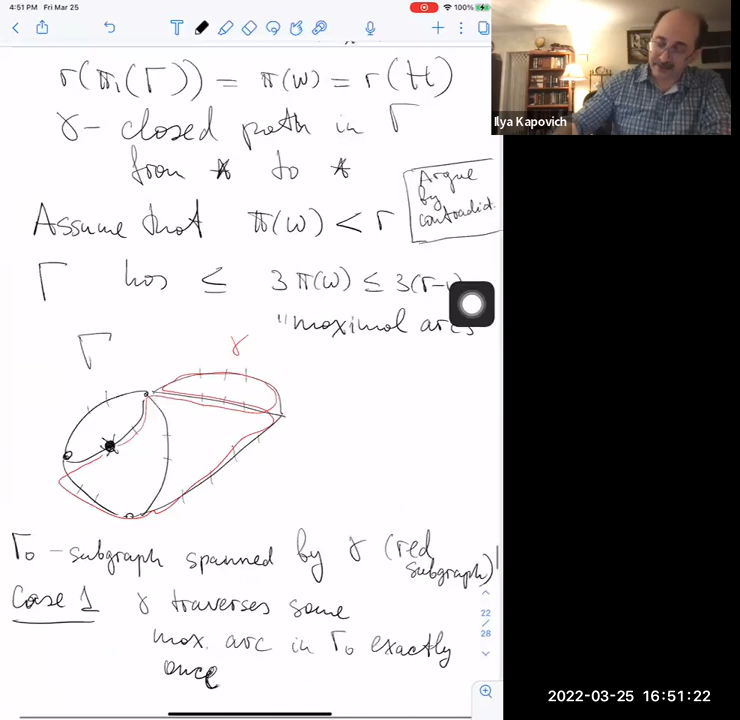 4:51 PM Fri Mar 25
100%
r(π₁(Γ)) = π(w) = r(H)
γ - closed path in Γ
from * to *
Argue
by
contradict.
Assume that π(w) < r
Γ has ≤ 3π(w) ≤ 3(r-1)
"maximal arcs
Γ
γ
Γ₀ - subgraph spanned by γ (red
subgraph)
Case 1 γ traverses some
max. arc in Γ₀ exactly
once
Ilya Kapovich
22
28
2022-03-25 16:51:22